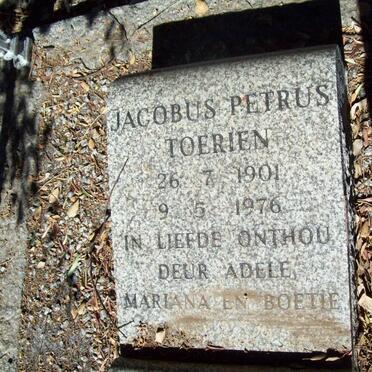 JACOBUS PETRUS
TOERIEN
26 7 1901
9 5 1976
IN LIEFDE ONTHOU
DEUR ADELE,
MARIANA EN BOETIE